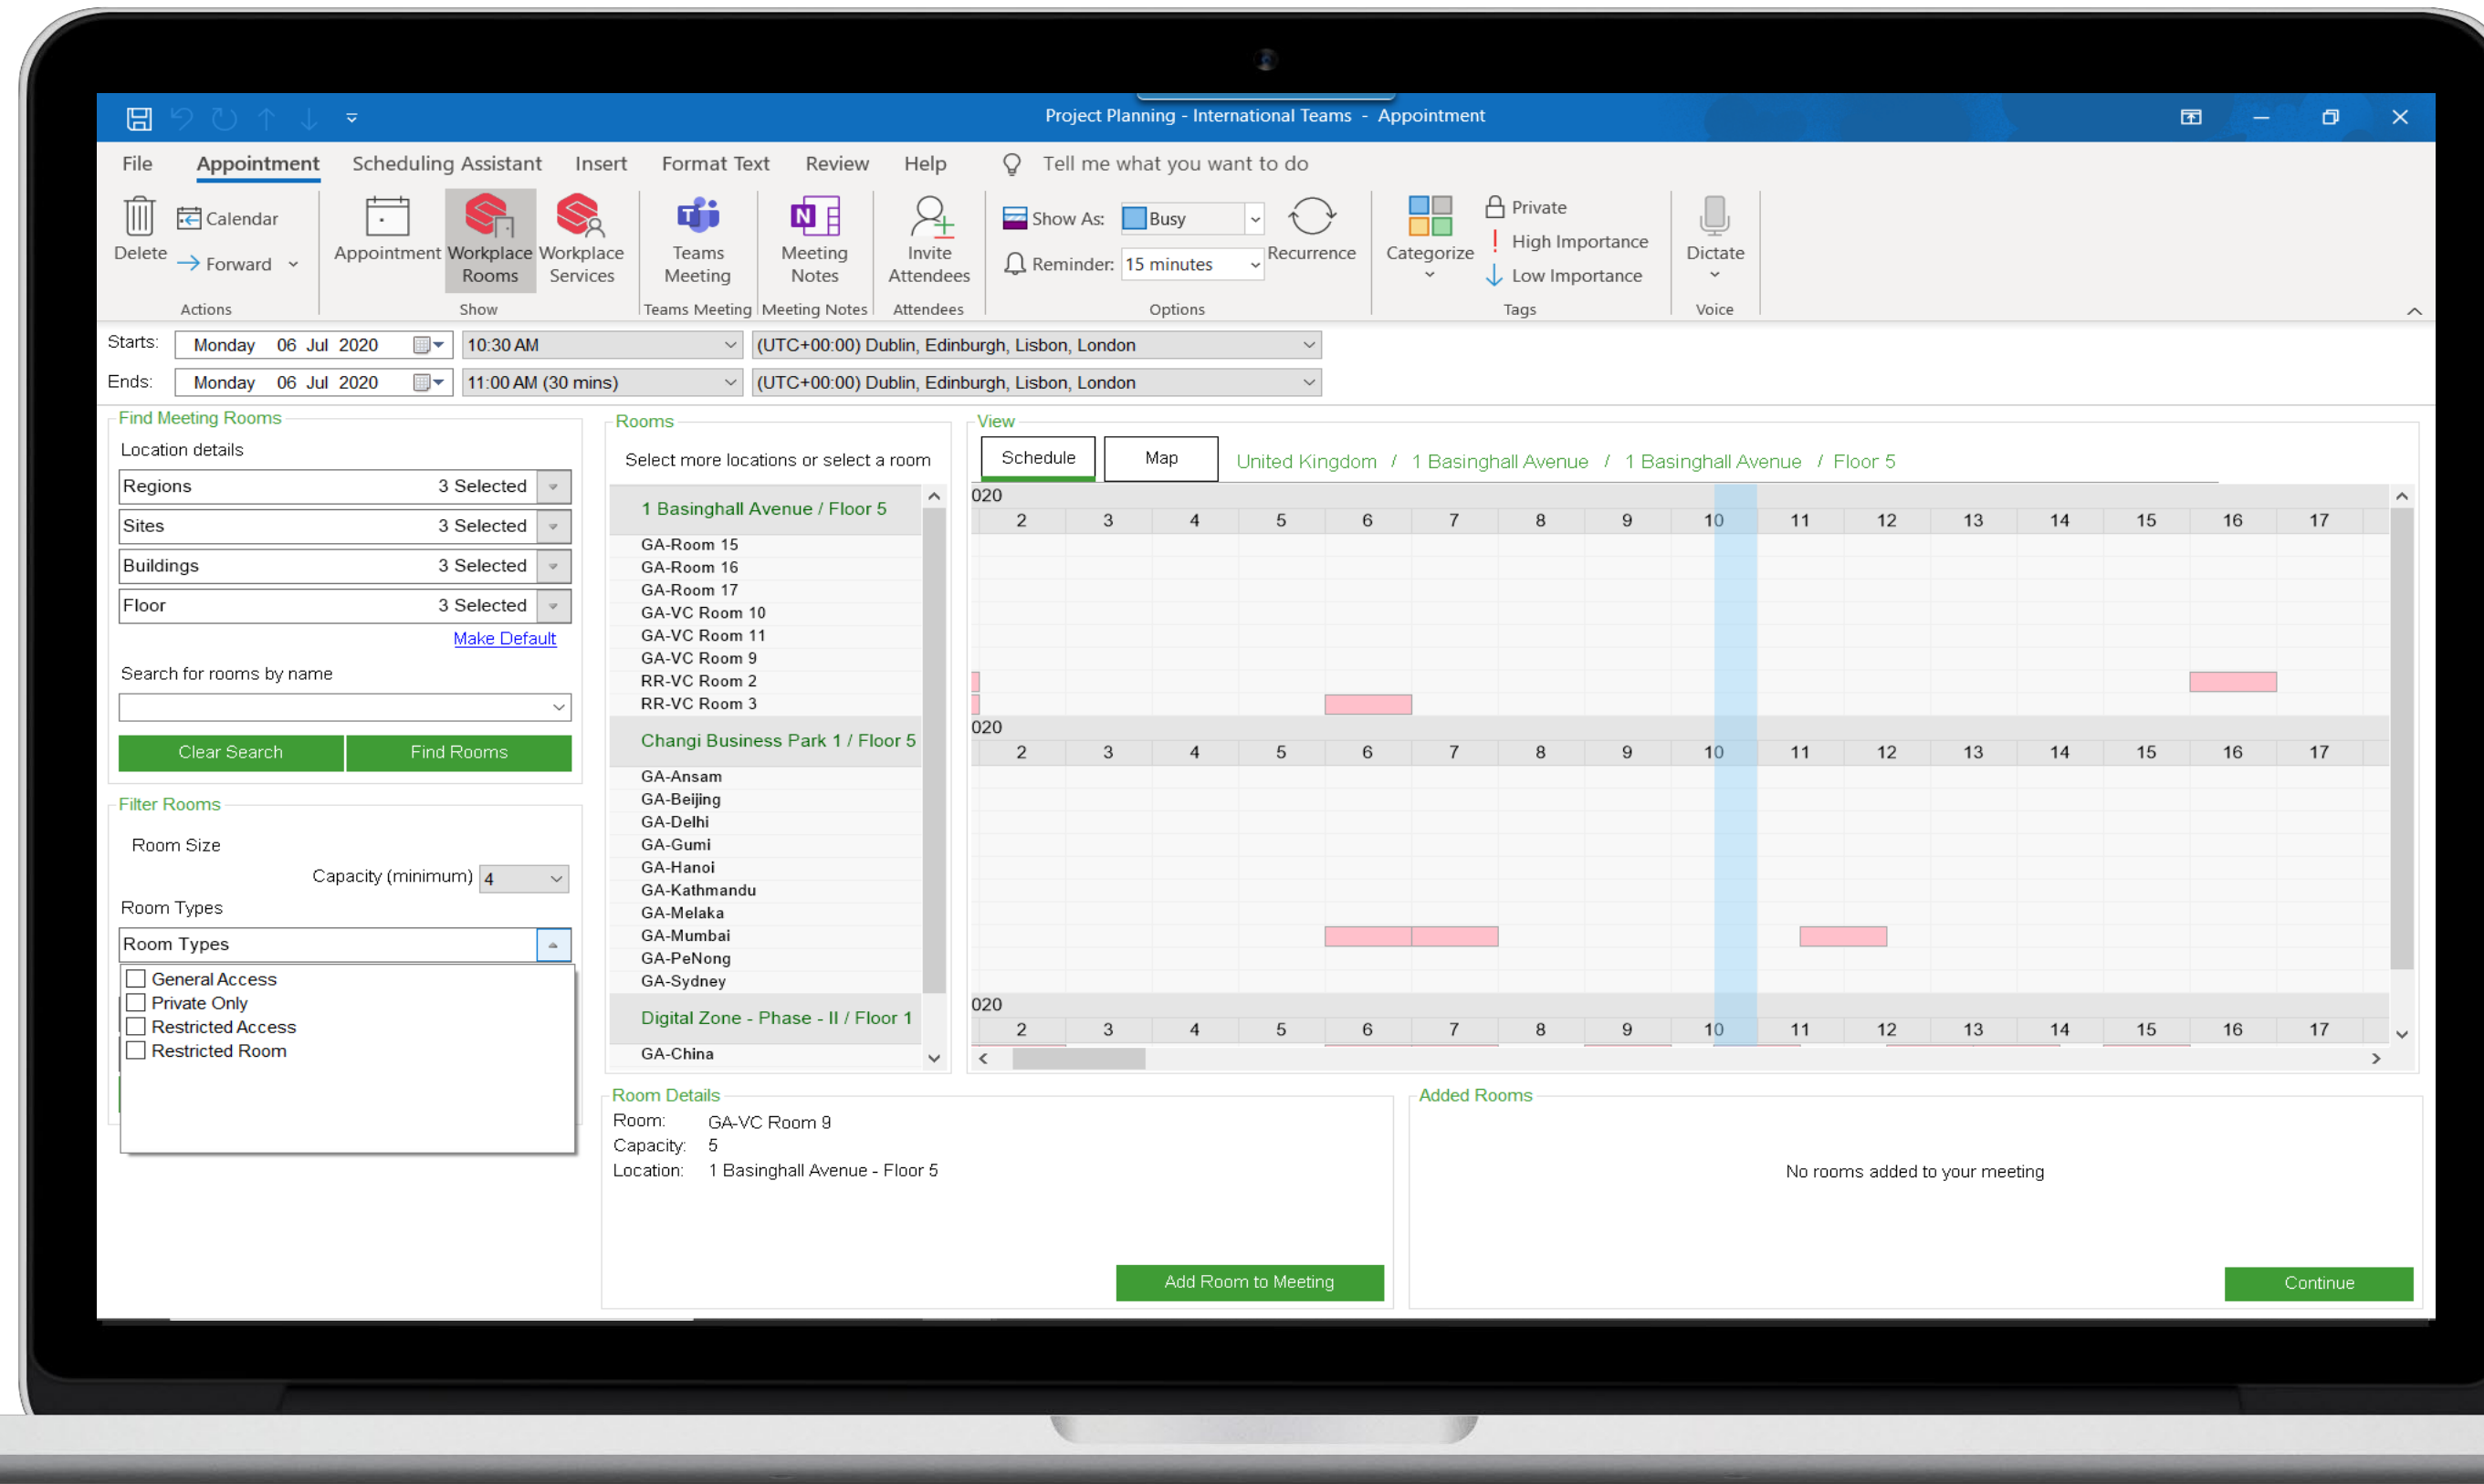 Project Planning - International Teams - Appointment
File Appointment Scheduling Assistant Insert Format Text Review Help Tell me what you want to do
Delete
Calendar
Forward
Actions
Appointment
Workplace
Rooms
Workplace
Services
Show
Teams
Meeting
Teams Meeting
Meeting
Notes
Meeting Notes
Invite
Attendees
Attendees
Show As: Busy
Reminder: 15 minutes
Recurrence
Options
Categorize
Private
High Importance
Low Importance
Tags
Dictate
Voice
Starts: Monday 06 Jul 2020 10:30 AM (UTC+00:00) Dublin, Edinburgh, Lisbon, London
Ends: Monday 06 Jul 2020 11:00 AM (30 mins) (UTC+00:00) Dublin, Edinburgh, Lisbon, London
Find Meeting Rooms
Location details
Regions 3 Selected
Sites 3 Selected
Buildings 3 Selected
Floor 3 Selected
Make Default
Search for rooms by name
Clear Search Find Rooms
Filter Rooms
Room Size
Capacity (minimum) 4
Room Types
Room Types
General Access
Private Only
Restricted Access
Restricted Room
Rooms
Select more locations or select a room
1 Basinghall Avenue / Floor 5
GA-Room 15
GA-Room 16
GA-Room 17
GA-VC Room 10
GA-VC Room 11
GA-VC Room 9
RR-VC Room 2
RR-VC Room 3
Changi Business Park 1 / Floor 5
GA-Ansam
GA-Beijing
GA-Delhi
GA-Gumi
GA-Hanoi
GA-Kathmandu
GA-Melaka
GA-Mumbai
GA-PeNong
GA-Sydney
Digital Zone - Phase - II / Floor 1
GA-China
View
Schedule Map United Kingdom / 1 Basinghall Avenue / 1 Basinghall Avenue / Floor 5
020
2 3 4 5 6 7 8 9 10 11 12 13 14 15 16 17
020
2 3 4 5 6 7 8 9 10 11 12 13 14 15 16 17
020
2 3 4 5 6 7 8 9 10 11 12 13 14 15 16 17
Room Details
Room: GA-VC Room 9
Capacity: 5
Location: 1 Basinghall Avenue - Floor 5
Add Room to Meeting
Added Rooms
No rooms added to your meeting
Continue